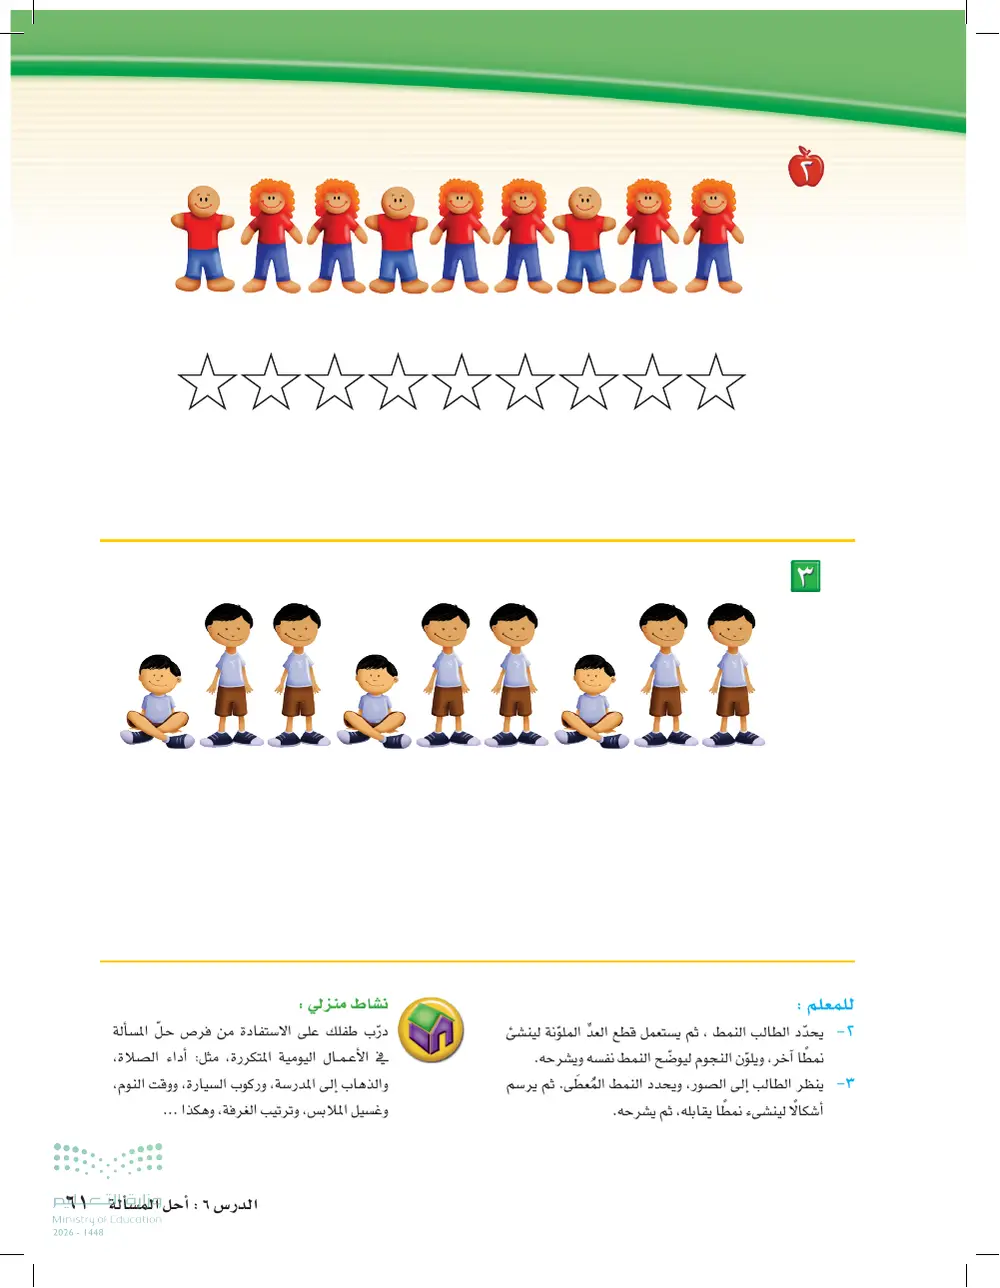 ٢
٣
للمعلم :
٢- يحدّد الطالب النمط ، ثم يستعمل قطع العدِّ الملوّنة لينشئ
نمطًا آخر، ويلوّن النجوم ليوضّح النمط نفسه ويشرحه.
٣- ينظر الطالب إلى الصور، ويحدد النمط المُعطَى. ثم يرسم
أشكالًا لينشىء نمطًا يقابله، ثم يشرحه.
نشاط منزلي :
درّب طفلك على الاستفادة من فرص حلّ المسألة
في الأعمال اليومية المتكررة، مثل: أداء الصلاة،
والذهاب إلى المدرسة، وركوب السيارة، ووقت النوم،
وغسيل الملابس، وترتيب الغرفة، وهكذا ...
الدرس ٦ : أحل المسألة ٦١
وزارة التعليم
Ministry of Education
2026 - 1448